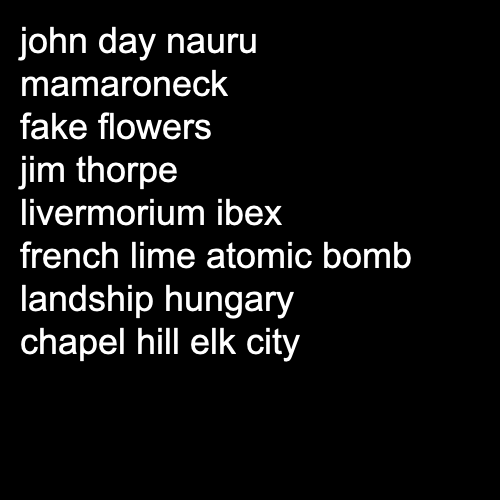 john day nauru
mamaroneck
fake flowers
jim thorpe
livermorium ibex
french lime atomic bomb
landship hungary
chapel hill elk city